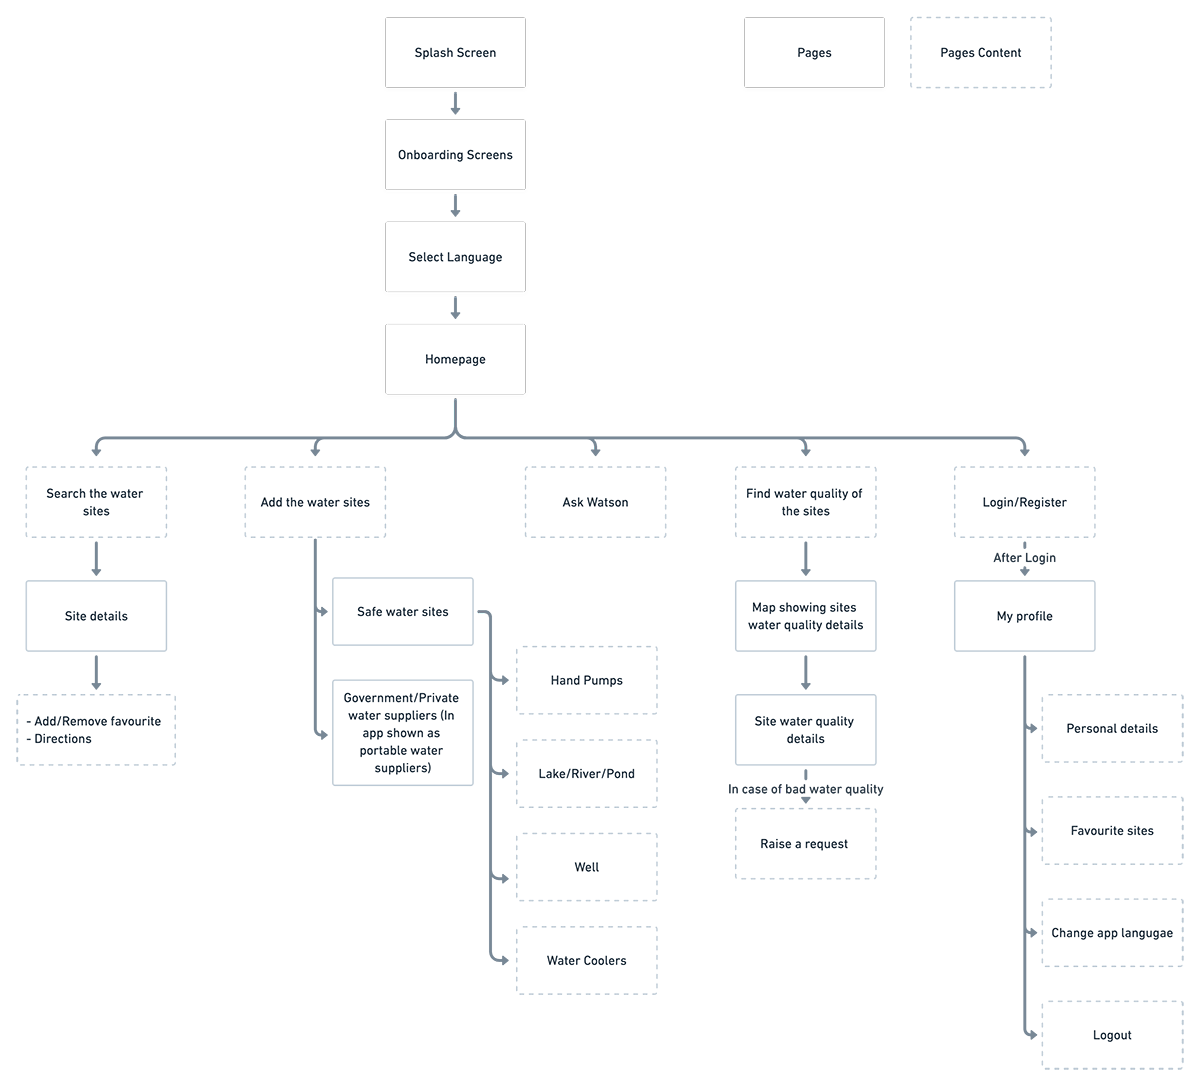 Splash Screen
Pages
Pages Content
Onboarding Screens
Select Language
Homepage
Search the water
sites
Add the water sites
Ask Watson
Find water quality of
the sites
Login/Register
After Login
Site details
Safe water sites
Map showing sites
water quality details
My profile
- Add/Remove favourite
- Directions
Government/Private
water suppliers (In
app shown as
portable water
suppliers)
Hand Pumps
Lake/River/Pond
Well
Water Coolers
Site water quality
details
In case of bad water quality
Raise a request
Personal details
Favourite sites
Change app langugae
Logout